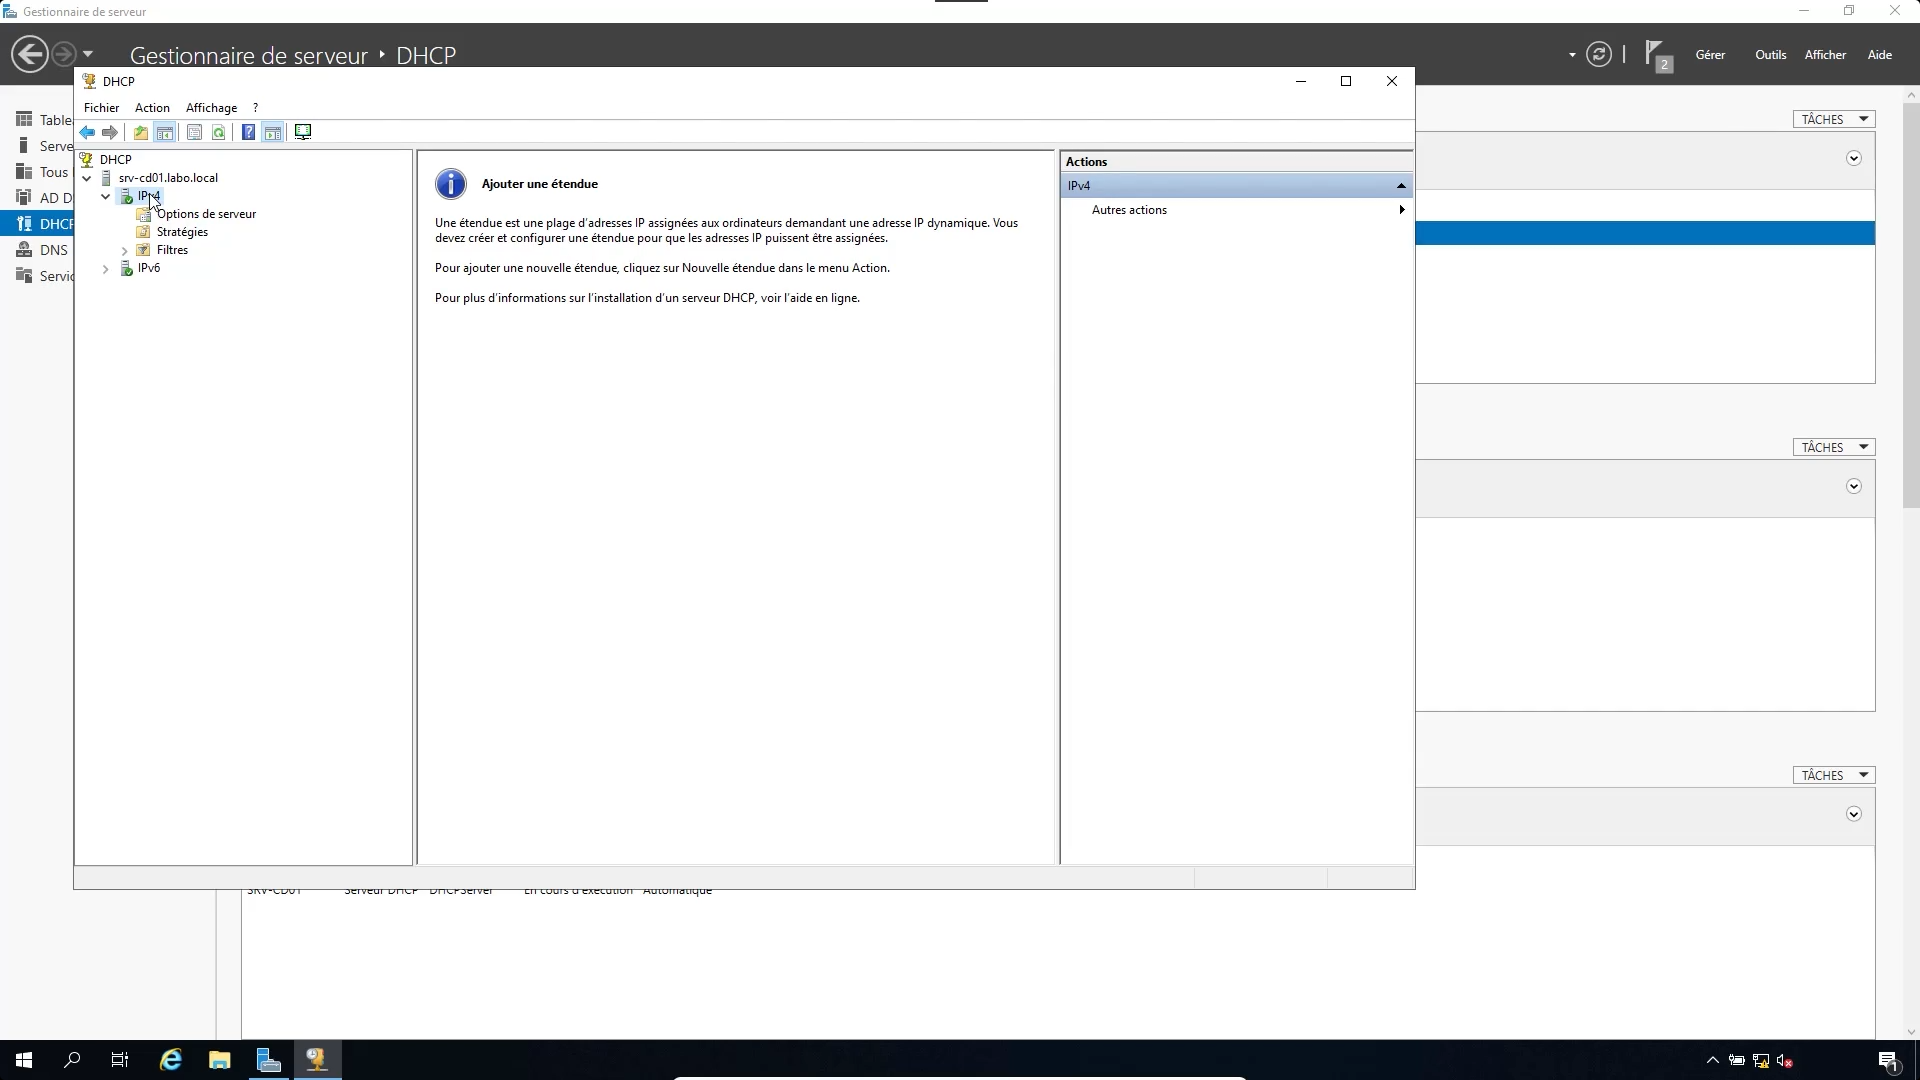 Gestionnaire de serveur
Gestionnaire de serveur ‣ DHCP
2
Gérer
Outils
Afficher
Aide
DHCP
Fichier
Action
Affichage
?
Table
Serve
Tous
AD D
DHCP
DNS
Servic
DHCP
srv-cd01.labo.local
IPv4
Options de serveur
Stratégies
Filtres
IPv6
Ajouter une étendue
Une étendue est une plage d'adresses IP assignées aux ordinateurs demandant une adresse IP dynamique. Vous
devez créer et configurer une étendue pour que les adresses IP puissent être assignées.
Pour ajouter une nouvelle étendue, cliquez sur Nouvelle étendue dans le menu Action.
Pour plus d'informations sur l'installation d'un serveur DHCP, voir l'aide en ligne.
Actions
IPv4
Autres actions
TÂCHES
TÂCHES
TÂCHES
SRV-CD01 Serveur DHCP DHCPServer En cours d'exécution Automatique
1